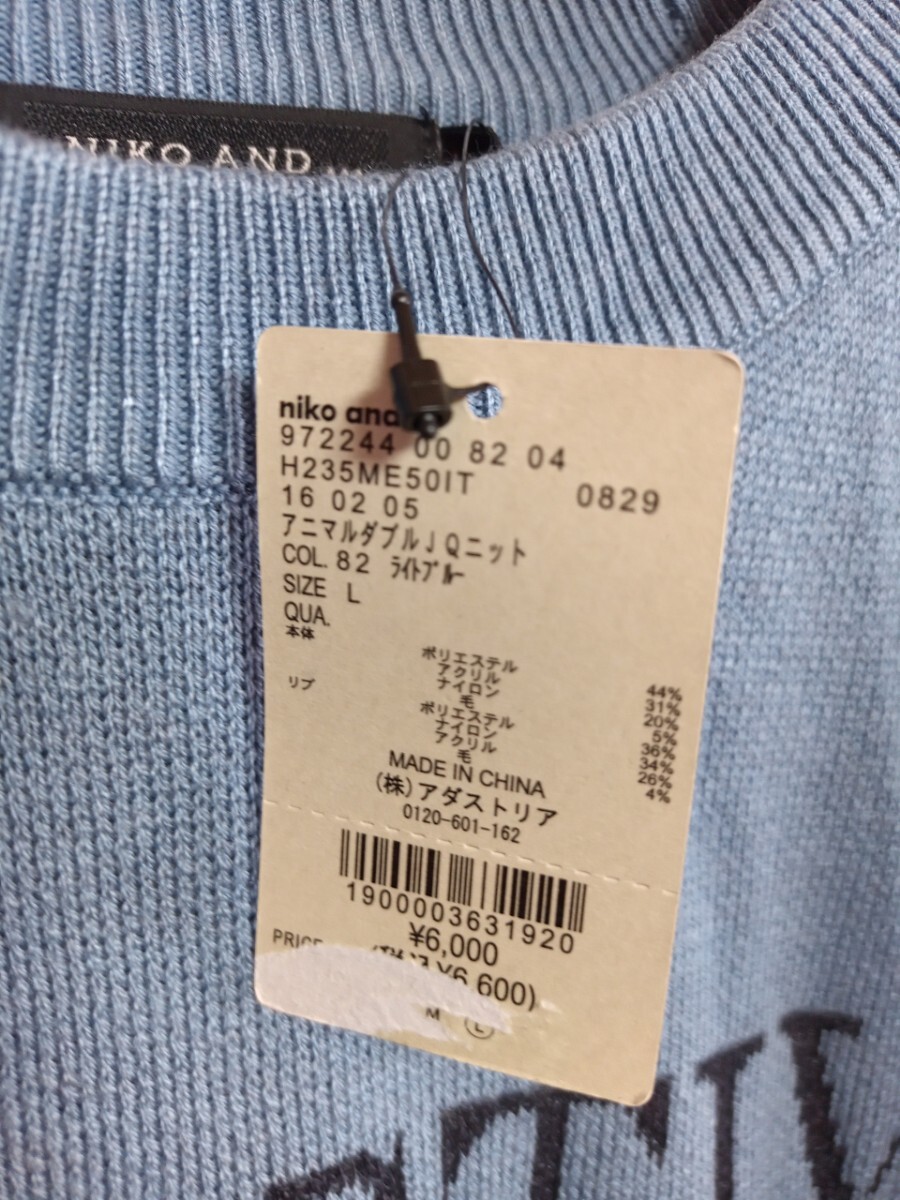 NIKO AND
niko and
972244 00 82 04
H235ME50IT 0829
16 02 05
アニマルダブルJQニット
COL. 82 ﾗｲﾄﾌﾞﾙｰ
SIZE L
QUA.
本体
ポリエステル 44%
アクリル 31%
ナイロン 20%
毛 5%
リブ
ポリエステル 36%
ナイロン 34%
アクリル 26%
毛 4%
MADE IN CHINA
(株)アダストリア
0120-601-162
1900003631920
¥6,000
PRICE ¥6,600)
M Ⓛ